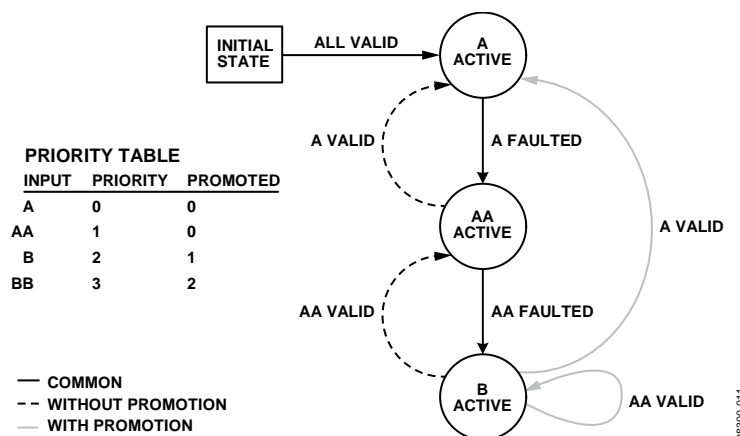 INITIAL
STATE
ALL VALID
A
ACTIVE
A VALID
A FAULTED
PRIORITY TABLE
INPUT PRIORITY PROMOTED
A 0 0
AA 1 0
B 2 1
BB 3 2
AA
ACTIVE
A VALID
AA VALID
AA FAULTED
B
ACTIVE
AA VALID
COMMON
WITHOUT PROMOTION
WITH PROMOTION